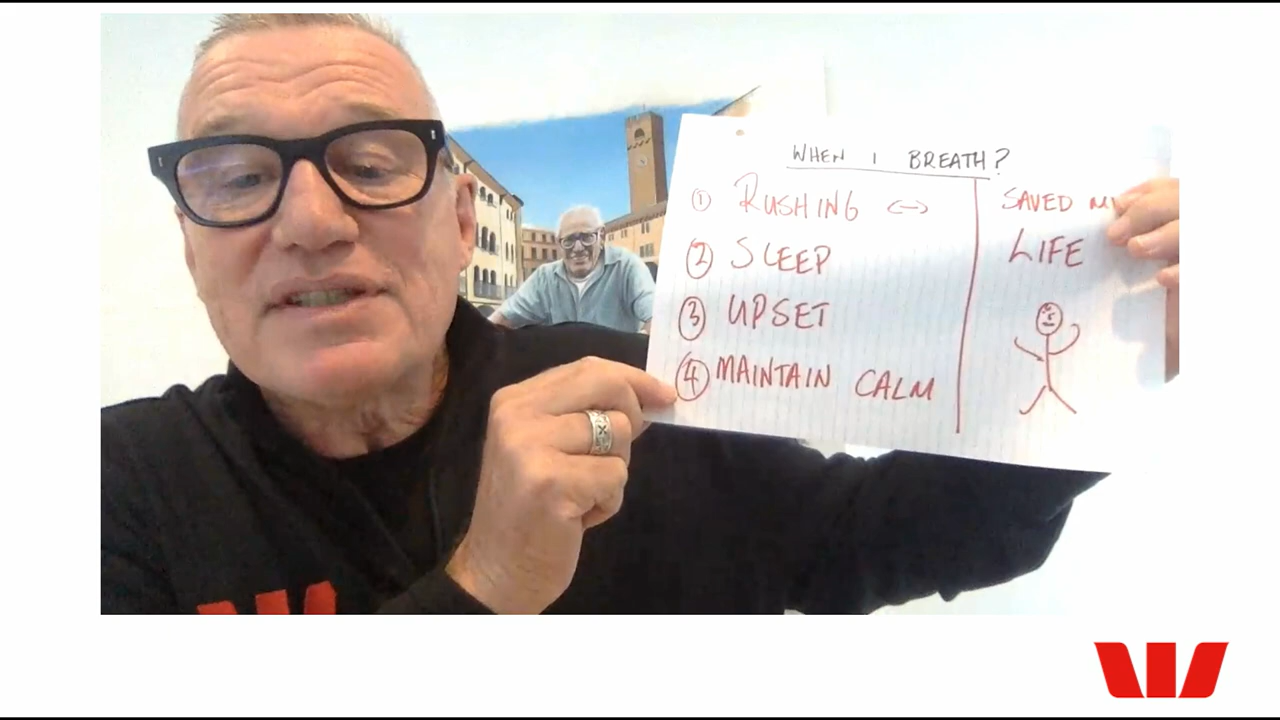 WHEN I BREATH?
① RUSHING ↔
② SLEEP
③ UPSET
④ MAINTAIN CALM
SAVED
LIFE